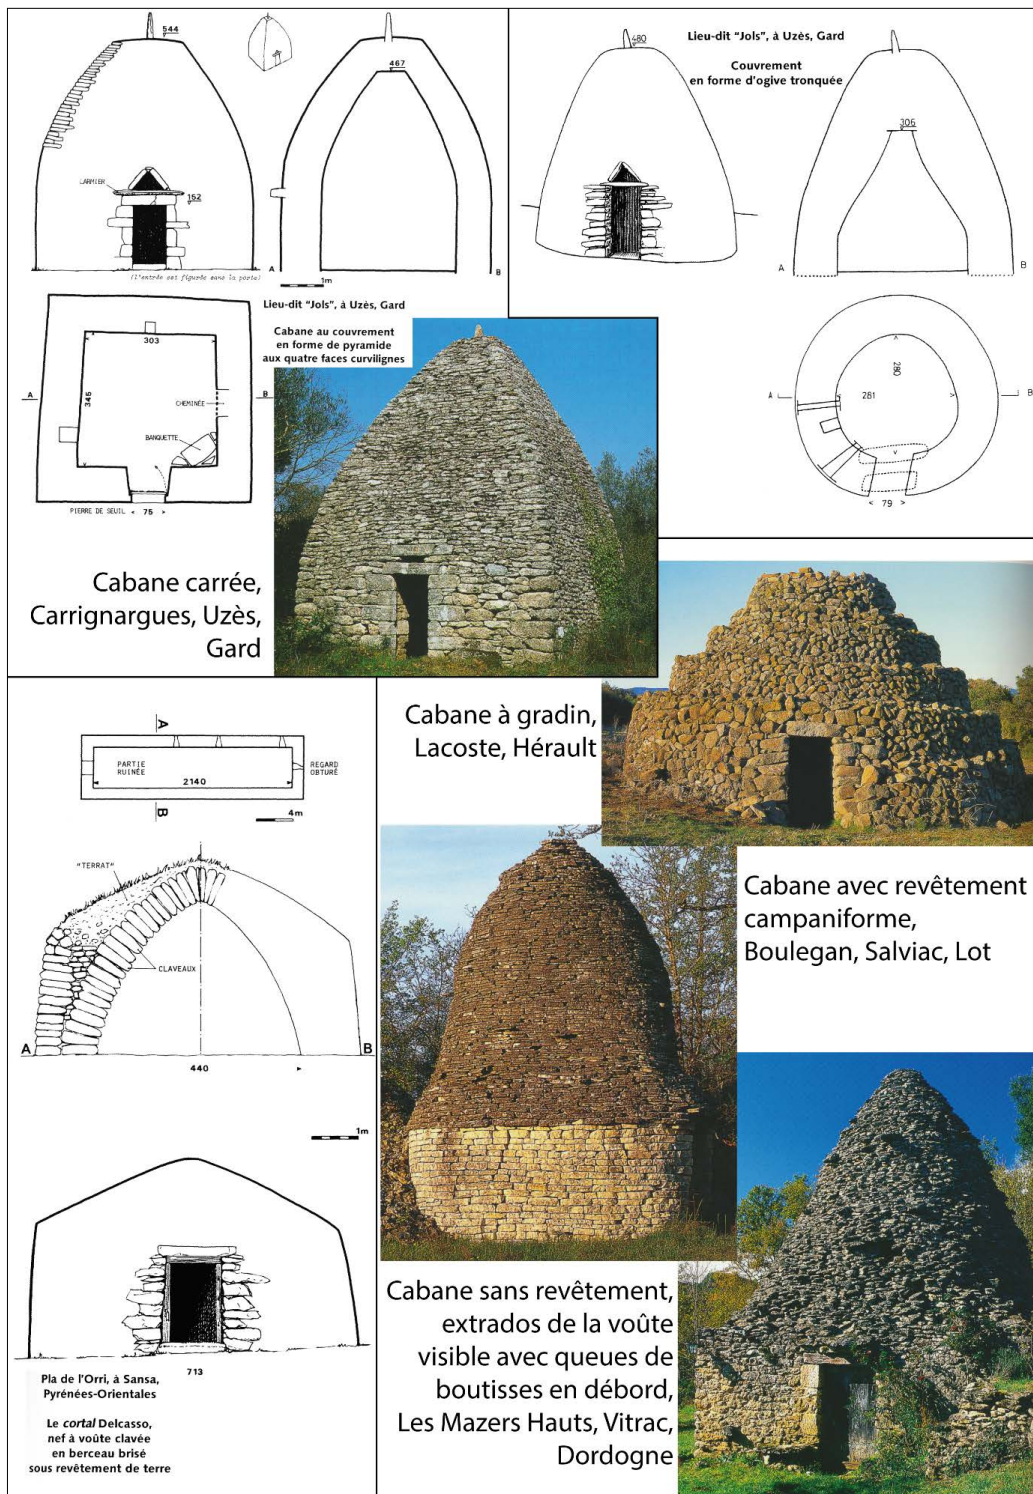 544
467
LARMIER
162
(l'entrée est figurée sans la porte)
A
B
1m
Lieu-dit "Jols", à Uzès, Gard
Cabane au couvrement
en forme de pyramide
aux quatre faces curvilignes
303
345
A
B
CHEMINÉE
BANQUETTE
PIERRE DE SEUIL
< 75 >
Cabane carrée,
Carrignargues, Uzès,
Gard
480
Lieu-dit "Jols", à Uzès, Gard
Couvrement
en forme d'ogive tronquée
306
A
B
280
281
A
B
< 79 >
Cabane à gradin,
Lacoste, Hérault
A
PARTIE
RUINÉE
REGARD
OBTURÉ
2140
B
4m
"TERRAT"
CLAVEAUX
A
B
440
1m
713
Pla de l'Orri, à Sansa,
Pyrénées-Orientales
Le cortal Delcasso,
nef à voûte clavée
en berceau brisé
sous revêtement de terre
Cabane avec revêtement
campaniforme,
Boulegan, Salviac, Lot
Cabane sans revêtement,
extrados de la voûte
visible avec queues de
boutisses en débord,
Les Mazers Hauts, Vitrac,
Dordogne